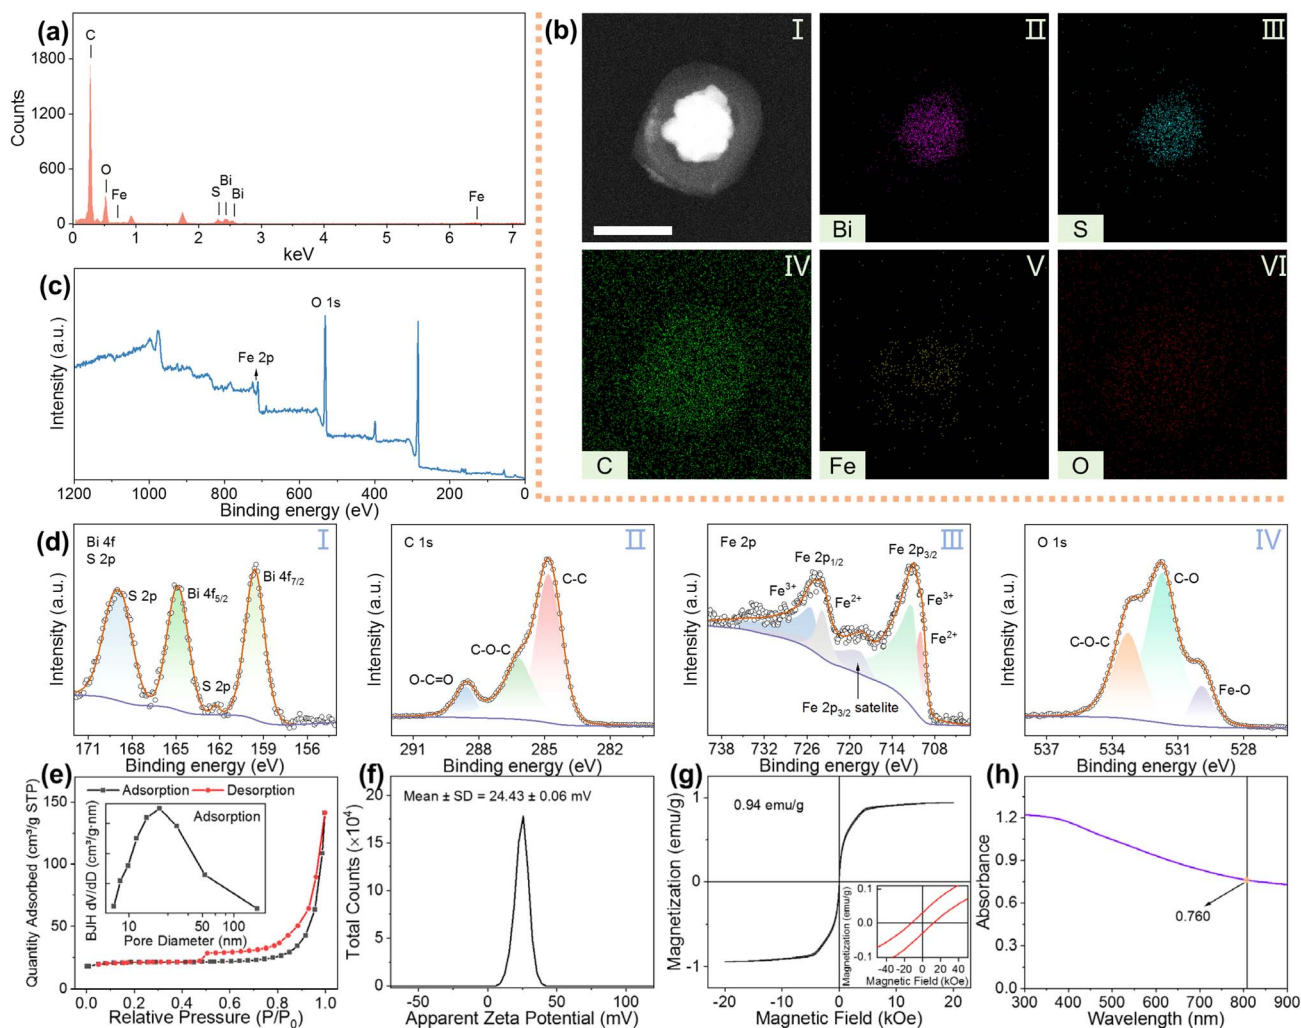 (a)
C
1800
1200
600
0
Counts
O
Fe
S
Bi
Bi
Fe
0 1 2 3 4 5 6 7
keV
(b)
I
II
Bi
III
S
IV
C
V
Fe
VI
O
(c)
O 1s
Fe 2p
Intensity (a.u.)
1200 1000 800 600 400 200 0
Binding energy (eV)
(d)
I
Bi 4f
S 2p
S 2p
Bi 4f5/2
S 2p
Bi 4f7/2
Intensity (a.u.)
171 168 165 162 159 156
Binding energy (eV)
II
C 1s
C-C
C-O-C
O-C=O
Intensity (a.u.)
291 288 285 282
Binding energy (eV)
III
Fe 2p
Fe 2p1/2
Fe 2p3/2
Fe3+
Fe2+
Fe3+
Fe2+
Fe 2p3/2 satelite
Intensity (a.u.)
738 732 726 720 714 708
Binding energy (eV)
IV
O 1s
C-O
C-O-C
Fe-O
Intensity (a.u.)
537 534 531 528
Binding energy (eV)
(e)
Adsorption Desorption
150
100
50
0
Quantity Adsorbed (cm³/g STP)
Adsorption
BJH dV/dD (cm³/g·nm)
10 50 100
Pore Diameter (nm)
0.0 0.2 0.4 0.6 0.8 1.0
Relative Pressure (P/P0)
(f)
Mean ± SD = 24.43 ± 0.06 mV
20
15
10
5
0
Total Counts (×10⁴)
-50 0 50 100
Apparent Zeta Potential (mV)
(g)
0.94 emu/g
1
0
-1
Magnetization (emu/g)
0.1
0.0
-0.1
Magnetization (emu/g)
-40 -20 0 20 40
Magnetic Field (kOe)
-20 -10 0 10 20
Magnetic Field (kOe)
(h)
1.2
0.9
0.6
0.3
0.0
Absorbance
0.760
300 400 500 600 700 800 900
Wavelength (nm)